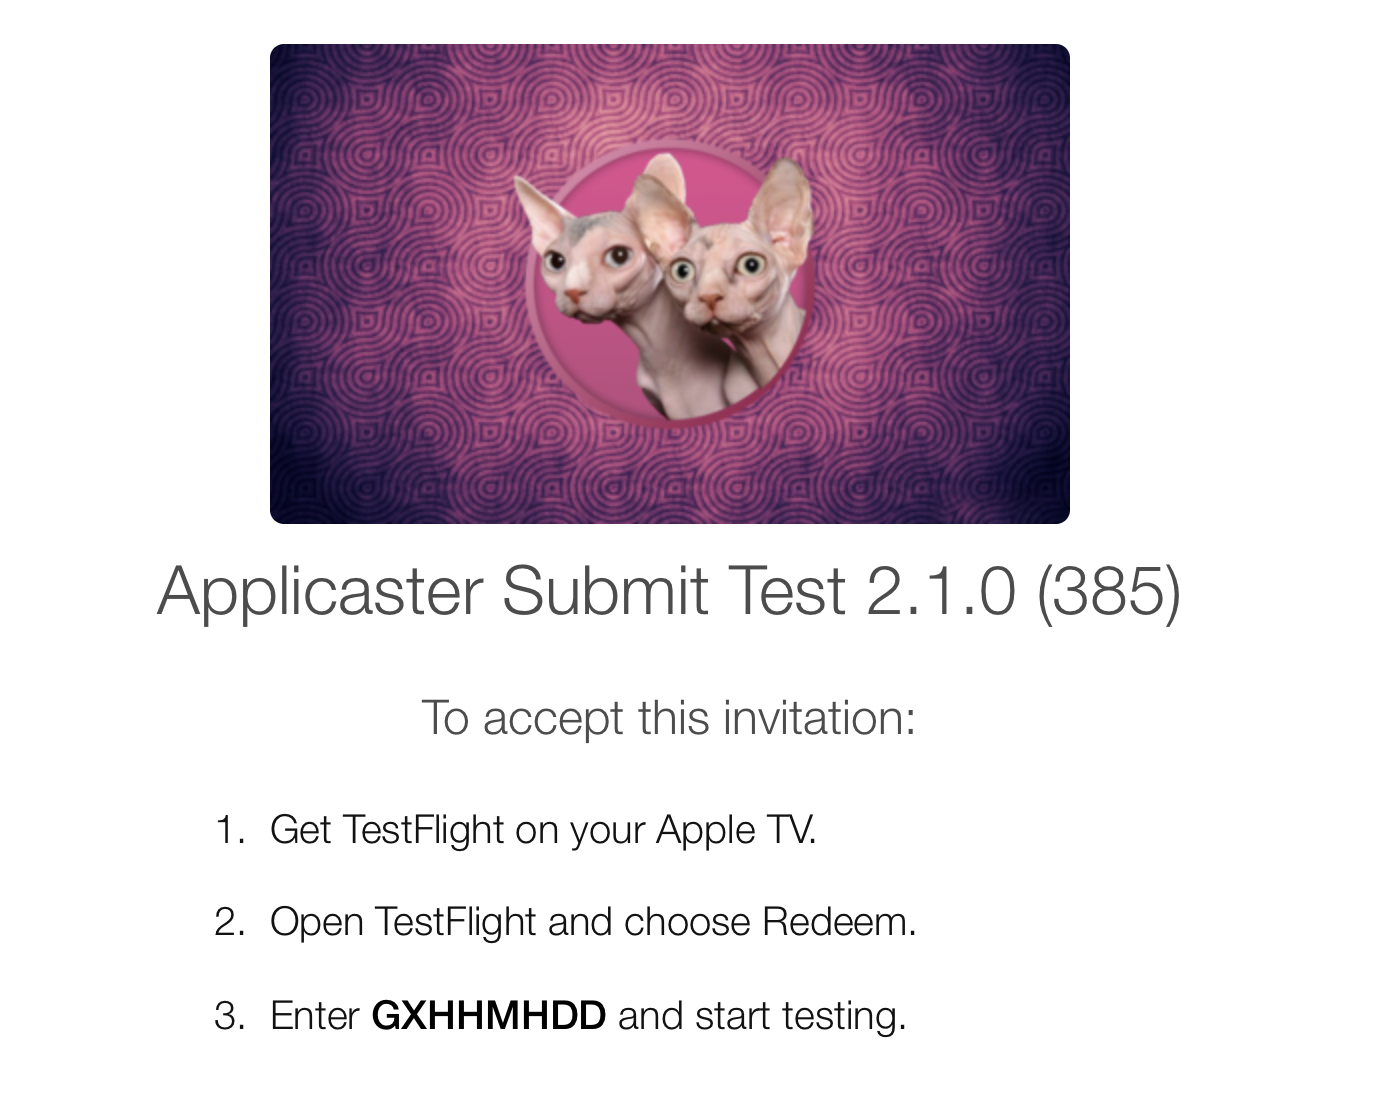 Applicaster Submit Test 2.1.0 (385)
To accept this invitation:
1. Get TestFlight on your Apple TV.
2. Open TestFlight and choose Redeem.
3. Enter GXHHMHDD and start testing.